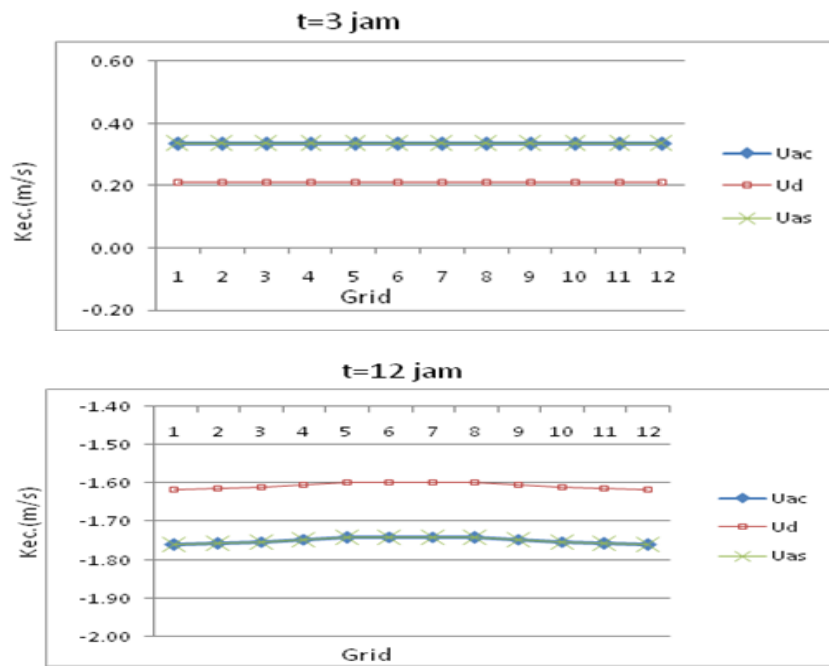 t=3 jam
0.60
0.40
0.20
0.00
-0.20
Kec.(m/s)
1 2 3 4 5 6 7 8 9 10 11 12
Grid
Uac
Ud
Uas
t=12 jam
-1.40
-1.50
-1.60
-1.70
-1.80
-1.90
-2.00
Kec.(m/s)
1 2 3 4 5 6 7 8 9 10 11 12
Grid
Uac
Ud
Uas